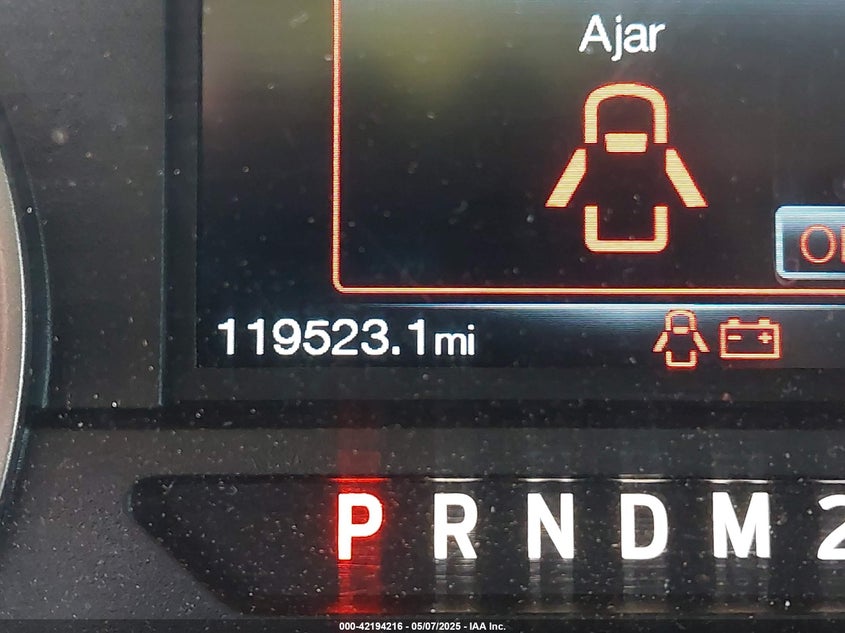 Ajar
119523.1mi
P R N D M 2
000-42194216 - 05/07/2025 - IAA Inc.